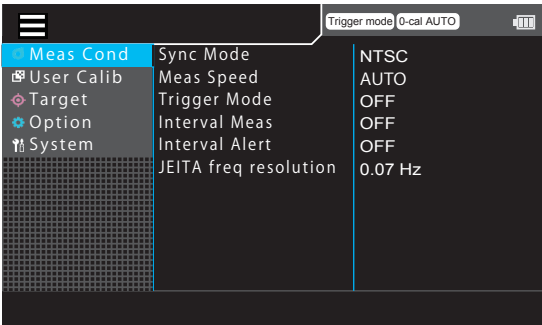 Trigger mode 0-cal AUTO
Meas Cond Sync Mode NTSC
User Calib Meas Speed AUTO
Target Trigger Mode OFF
Option Interval Meas OFF
System Interval Alert OFF
JEITA freq resolution 0.07 Hz